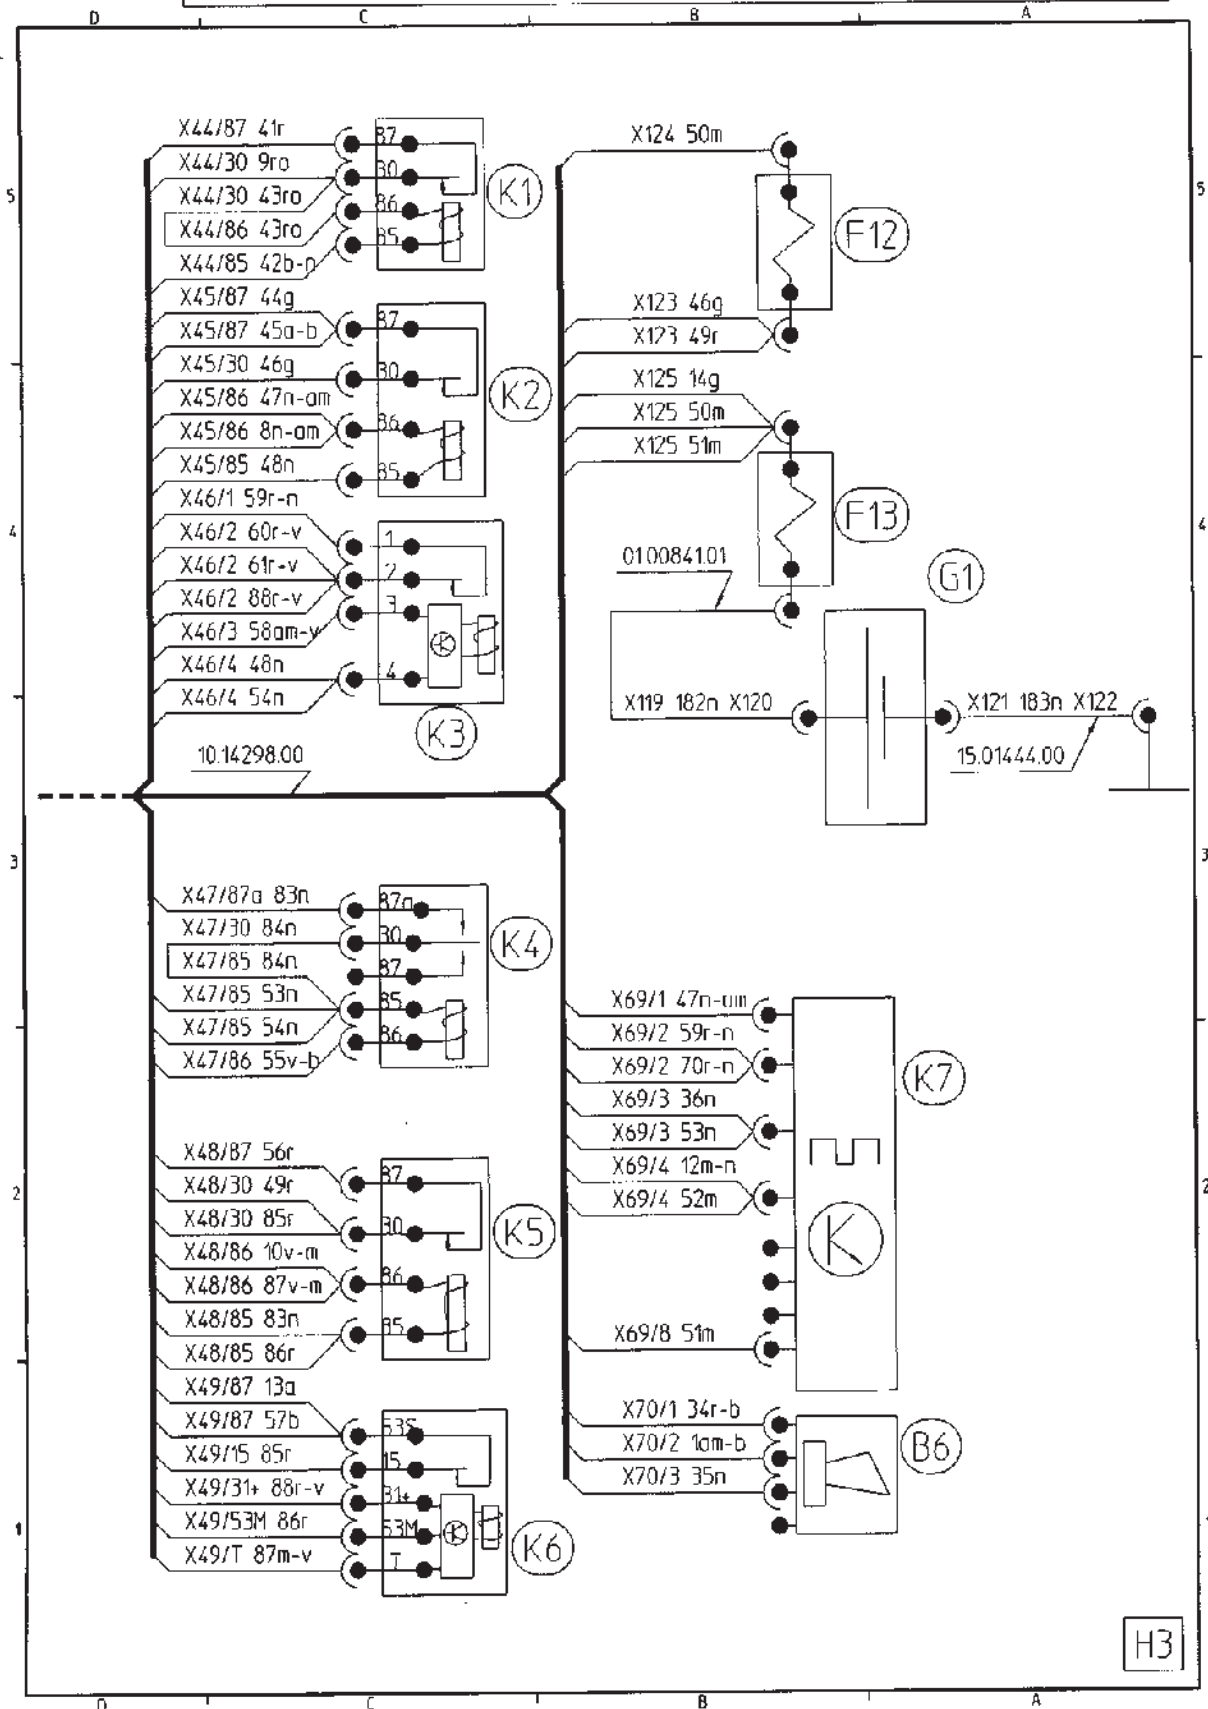 D C B A
X44/87 41r
X44/30 9ro
X44/30 43ro
X44/86 43ro
X44/85 42b-n
87
30
86
85
K1
X45/87 44g
X45/87 45a-b
X45/30 46g
X45/86 47n-am
X45/86 8n-am
X45/85 48n
87
30
86
85
K2
X46/1 59r-n
X46/2 60r-v
X46/2 61r-v
X46/2 88r-v
X46/3 58am-v
X46/4 48n
X46/4 54n
1
2
3
4
K
K3
10.14298.00
X124 50m
F12
X123 46g
X123 49r
X125 14g
X125 50m
X125 51m
F13
0100841.01
G1
X119 182n X120
X121 183n X122
15.01444.00
X47/87a 83n
X47/30 84n
X47/85 84n
X47/85 53n
X47/85 54n
X47/86 55v-b
87a
30
87
85
86
K4
X48/87 56r
X48/30 49r
X48/30 85r
X48/86 10v-m
X48/86 87v-m
X48/85 83n
X48/85 86r
87
30
86
85
K5
X49/87 13a
X49/87 57b
X49/15 85r
X49/31+ 88r-v
X49/53M 86r
X49/T 87m-v
53S
15
31+
53M
T
K
K6
X69/1 47n-am
X69/2 59r-n
X69/2 70r-n
X69/3 36n
X69/3 53n
X69/4 12m-n
X69/4 52m
X69/8 51m
K
K7
X70/1 34r-b
X70/2 1am-b
X70/3 35n
B6
5
4
3
2
1
5
4
3
2
H3
D C B A